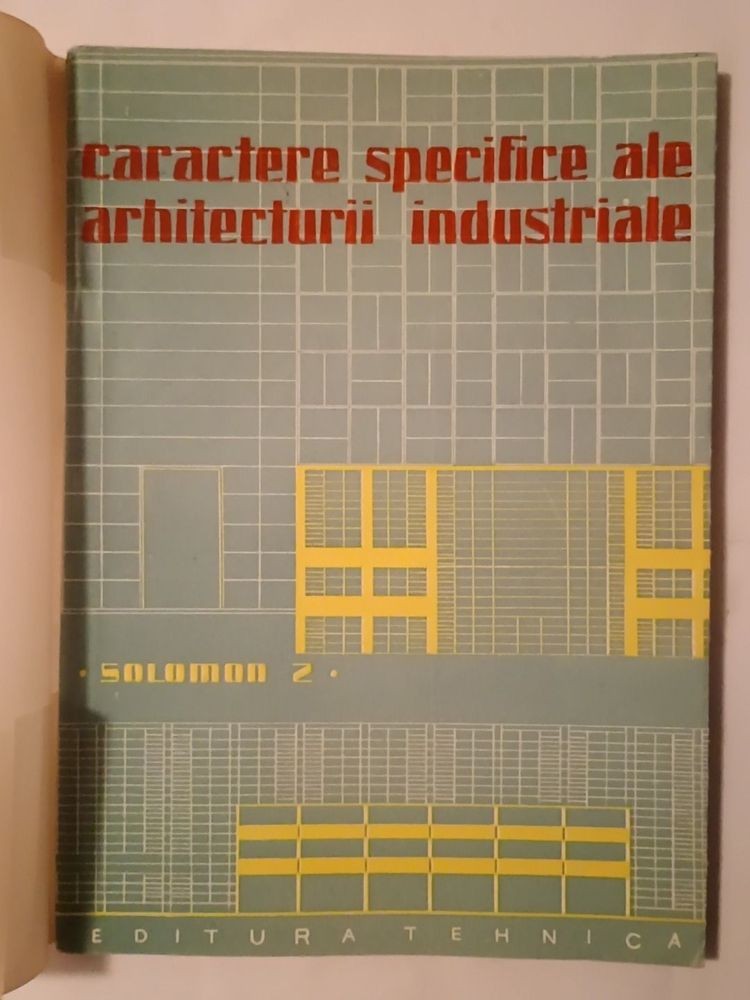 caractere specifice ale
arhitecturii industriale
• SOLOMON Z •
EDITURA TEHNICA